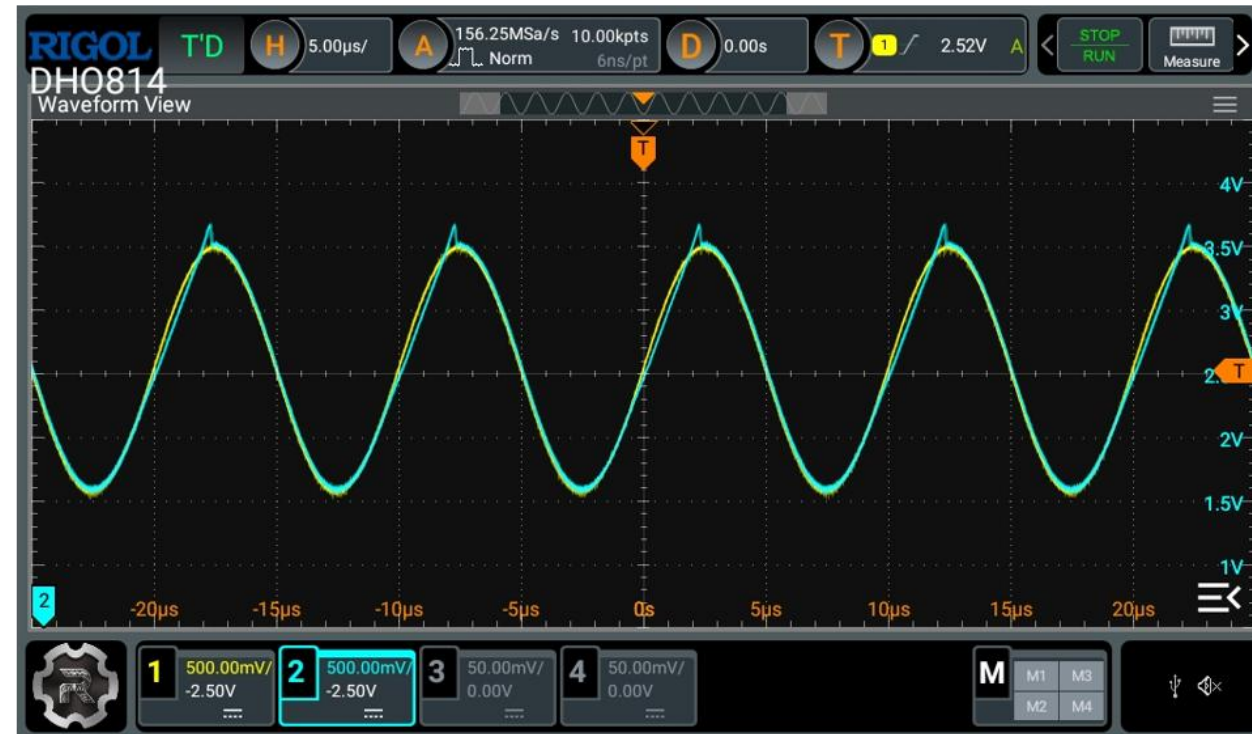 RIGOL T'D H 5.00µs/ A 156.25MSa/s 10.00kpts D 0.00s T 1 2.52V A < STOP RUN Measure >
Norm 6ns/pt
DHO814
Waveform View
T
4V
3.5V
3V
T
2V
1.5V
1V
2
-20µs -15µs -10µs -5µs 0s 5µs 10µs 15µs 20µs
1 500.00mV/ 2 500.00mV/ 3 50.00mV/ 4 50.00mV/ M M1 M3
-2.50V -2.50V 0.00V 0.00V M2 M4
R